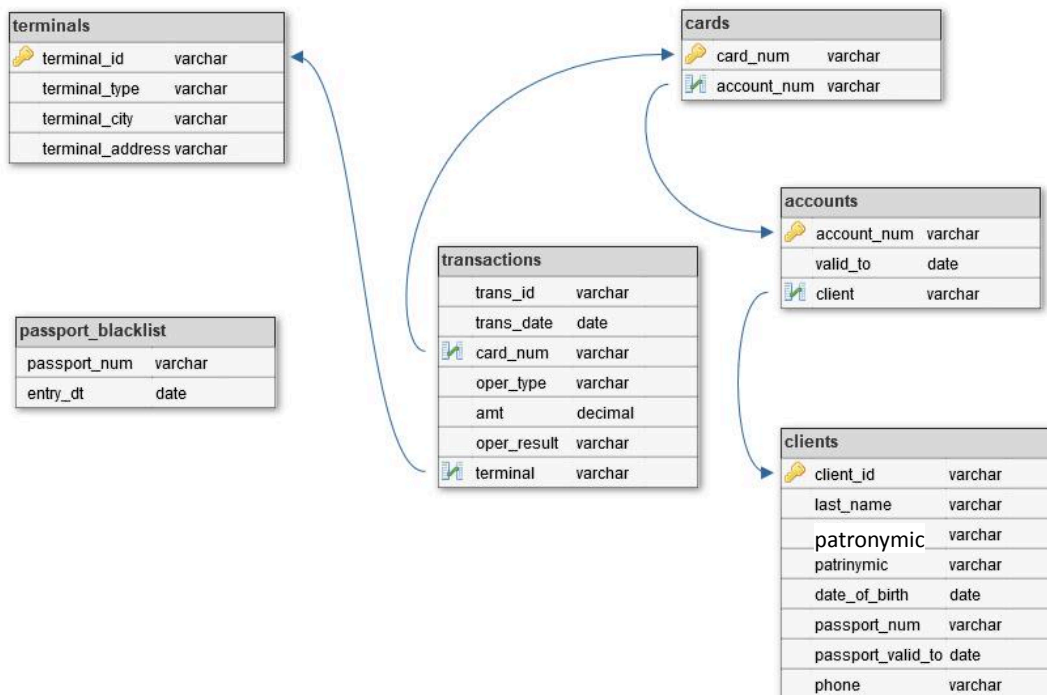 terminals
terminal_id varchar
terminal_type varchar
terminal_city varchar
terminal_address varchar
cards
card_num varchar
account_num varchar
accounts
account_num varchar
valid_to date
client varchar
transactions
trans_id varchar
trans_date date
card_num varchar
oper_type varchar
amt decimal
oper_result varchar
terminal varchar
passport_blacklist
passport_num varchar
entry_dt date
clients
client_id varchar
last_name varchar
patronymic varchar
patrinymic varchar
date_of_birth date
passport_num varchar
passport_valid_to date
phone varchar